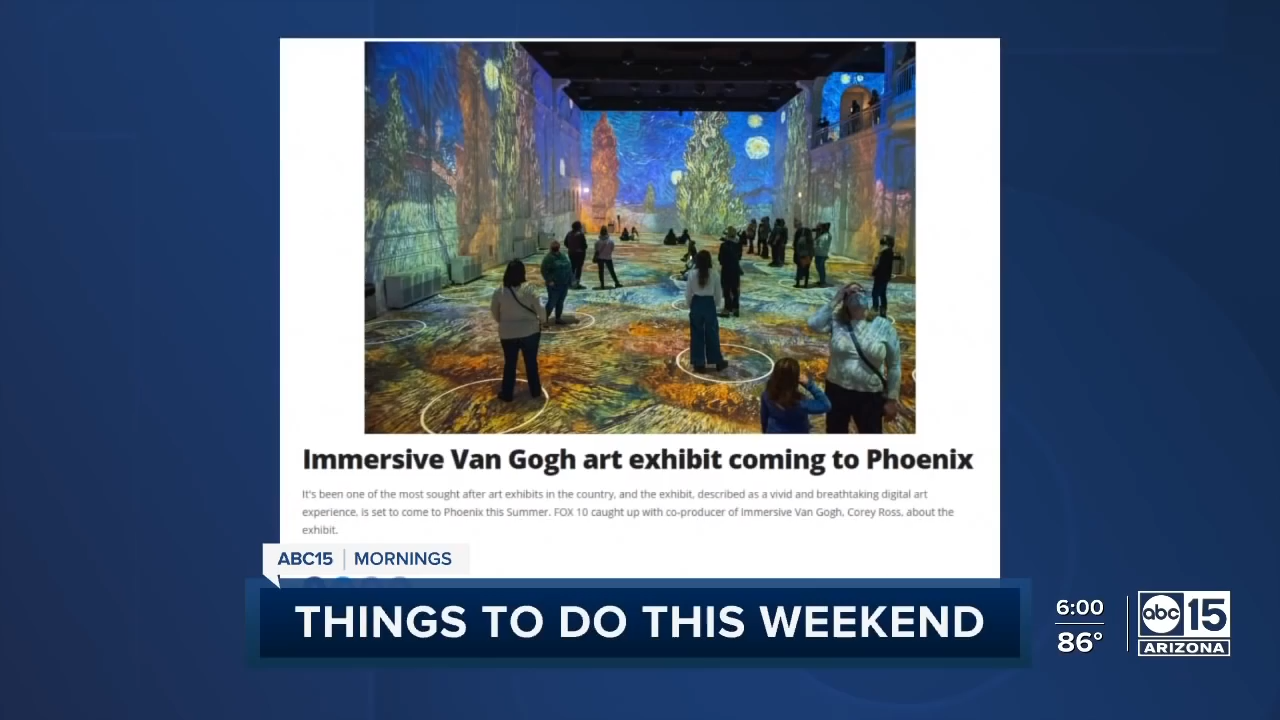 Immersive Van Gogh art exhibit coming to Phoenix
It's been one of the most sought after art exhibits in the country, and the exhibit, described as a vivid and breathtaking digital art
experience, is set to come to Phoenix this Summer. FOX 10 caught up with co-producer of Immersive Van Gogh, Corey Ross, about the
exhibit.
ABC15 | MORNINGS
THINGS TO DO THIS WEEKEND
6:00
86°
abc 15
ARIZONA